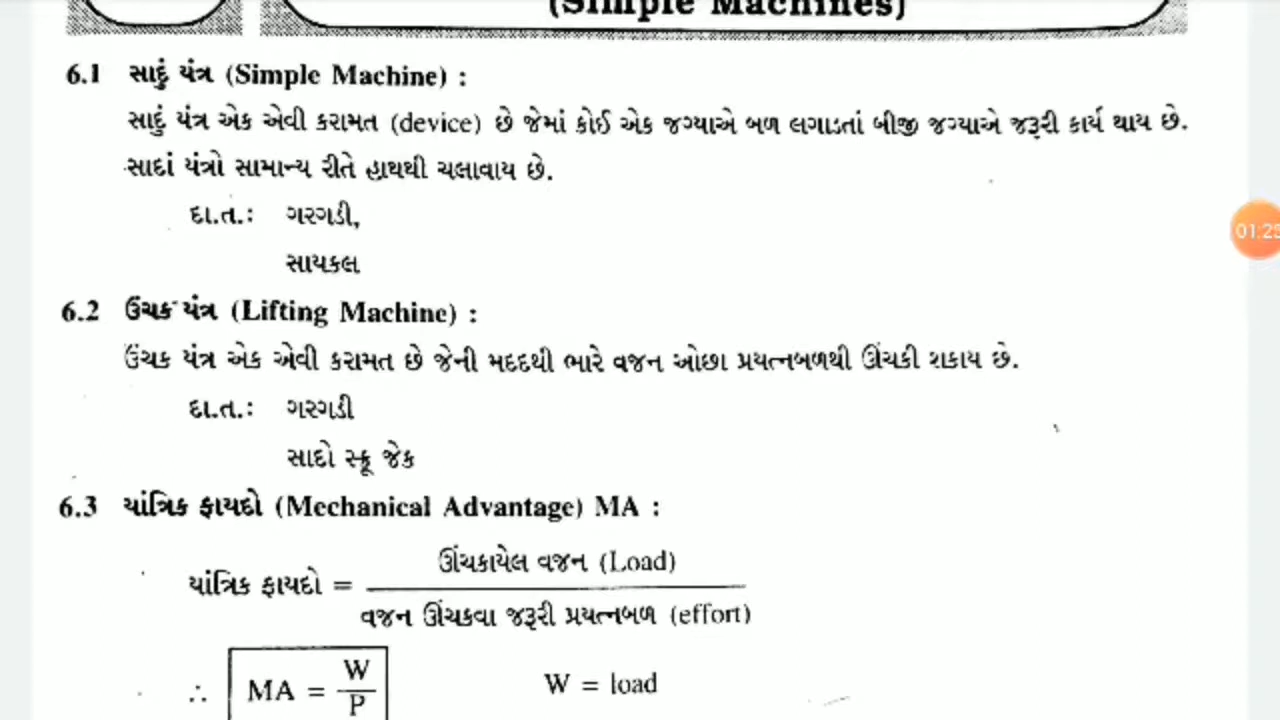 (Simple Machines)
6.1 સાદું યંત્ર (Simple Machine) :
સાદું યંત્ર એક એવી કરામત (device) છે જેમાં કોઈ એક જગ્યાએ બળ લગાડતાં બીજી જગ્યાએ જરૂરી કાર્ય થાય છે.
સાદાં યંત્રો સામાન્ય રીતે હાથથી ચલાવાય છે.
દા.ત.: ગરગડી,
સાયકલ
01:25
6.2 ઉંચક યંત્ર (Lifting Machine) :
ઉંચક યંત્ર એક એવી કરામત છે જેની મદદથી ભારે વજન ઓછા પ્રયત્નબળથી ઊંચકી શકાય છે.
દા.ત.: ગરગડી
સાદો સ્ક્રૂ જેક
6.3 યાંત્રિક ફાયદો (Mechanical Advantage) MA :
ઊંચકાયેલ વજન (Load)
યાંત્રિક ફાયદો =
વજન ઊંચકવા જરૂરી પ્રયત્નબળ (effort)
∴ MA = W/P W = load